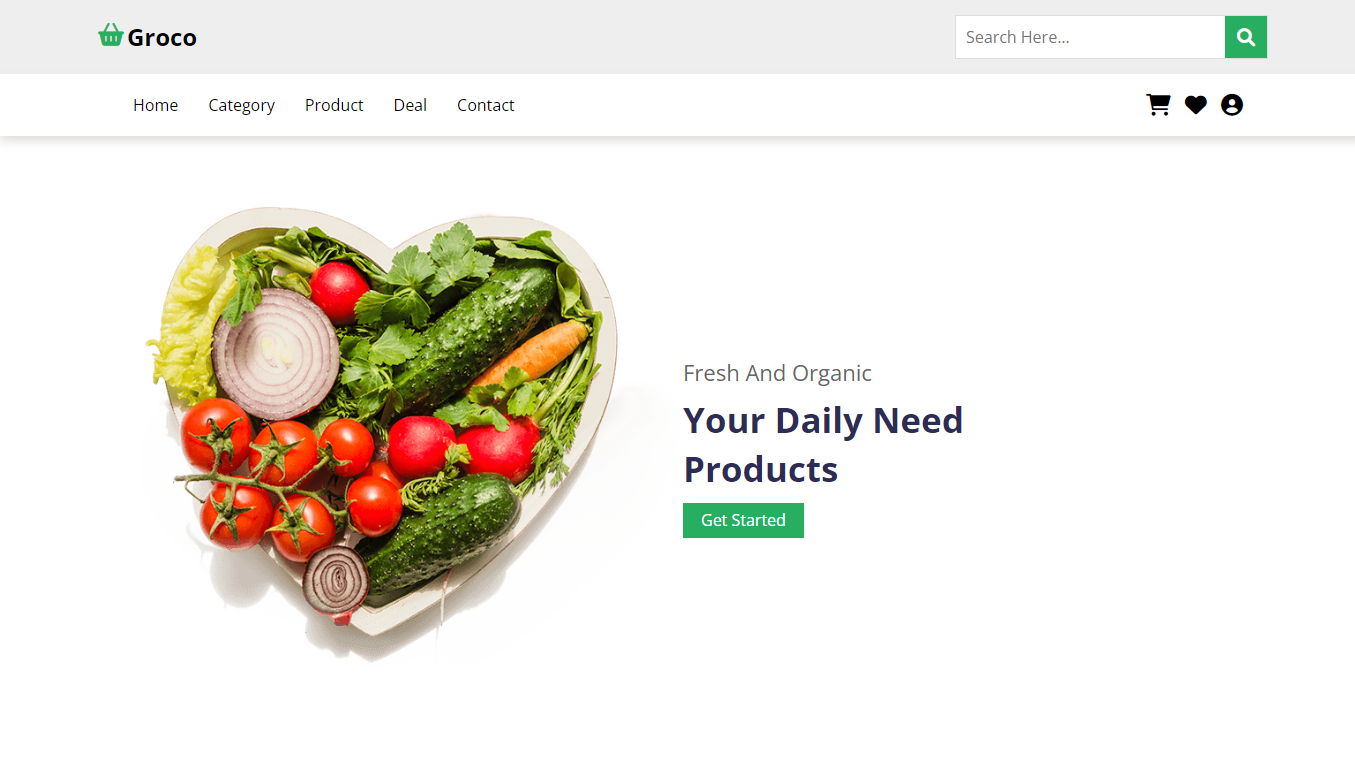 Groco
Search Here...
Home
Category
Product
Deal
Contact
Fresh And Organic
Your Daily Need
Products
Get Started